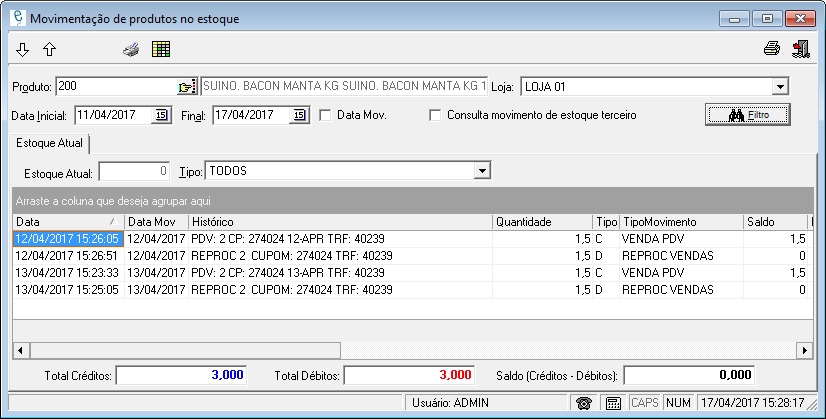 Movimentação de produtos no estoque
Produto: 200 SUINO. BACON MANTA KG SUINO. BACON MANTA KG 1 Loja: LOJA 01
Data Inicial: 11/04/2017 15 Final: 17/04/2017 15 Data Mov. Consulta movimento de estoque terceiro Filtro
Estoque Atual
Estoque Atual: 0 Tipo: TODOS
Arraste a coluna que deseja agrupar aqui
Data Data Mov Histórico Quantidade Tipo TipoMovimento Saldo
12/04/2017 15:26:05 12/04/2017 PDV: 2 CP: 274024 12-APR TRF: 40239 1,5 C VENDA PDV 1,5
12/04/2017 15:26:51 12/04/2017 REPROC 2 CUPOM: 274024 TRF: 40239 1,5 D REPROC VENDAS 0
13/04/2017 15:23:33 13/04/2017 PDV: 2 CP: 274024 13-APR TRF: 40239 1,5 C VENDA PDV 1,5
13/04/2017 15:25:05 13/04/2017 REPROC 2 CUPOM: 274024 TRF: 40239 1,5 D REPROC VENDAS 0
Total Créditos: 3,000 Total Débitos: 3,000 Saldo (Créditos - Débitos): 0,000
Usuário: ADMIN CAPS NUM 17/04/2017 15:28:17